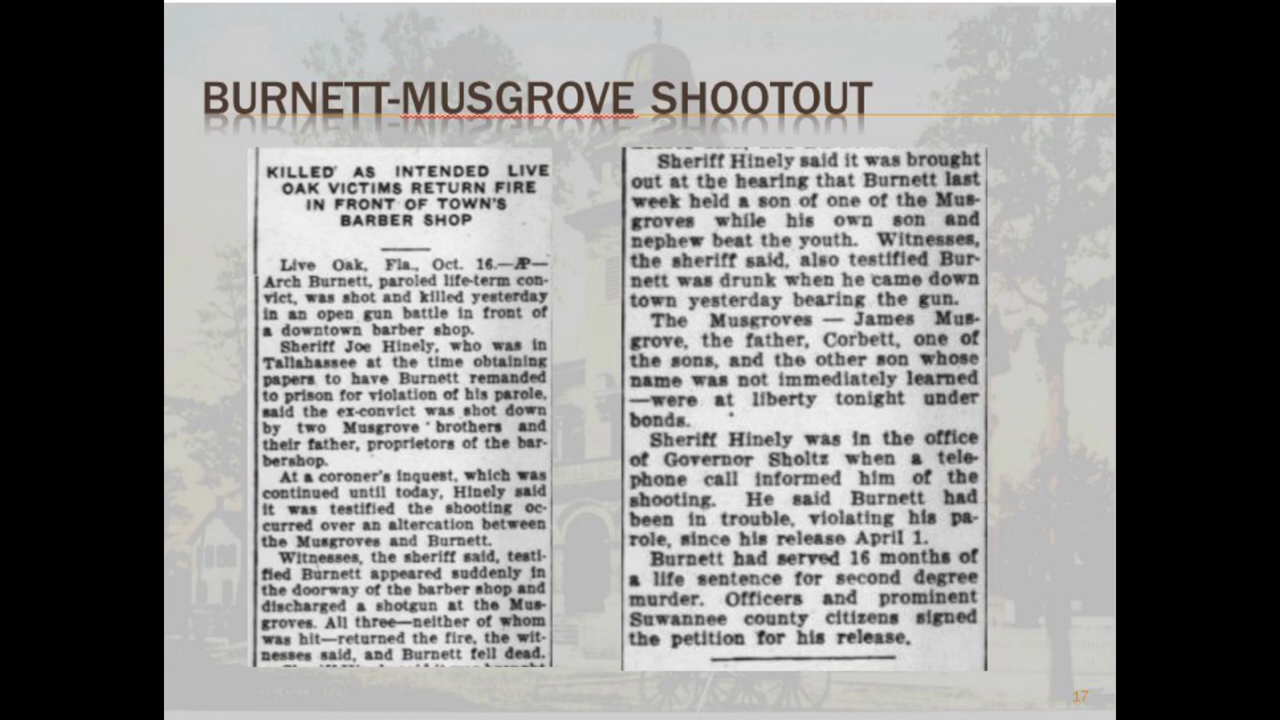 BURNETT-MUSGROVE SHOOTOUT
KILLED AS INTENDED LIVE
OAK VICTIMS RETURN FIRE
IN FRONT OF TOWN'S
BARBER SHOP
Live Oak, Fla., Oct. 16.—AP—
Arch Burnett, paroled life-term con-
vict, was shot and killed yesterday
in an open gun battle in front of
a downtown barber shop.
Sheriff Joe Hinely, who was in
Tallahassee at the time obtaining
papers to have Burnett remanded
to prison for violation of his parole,
said the ex-convict was shot down
by two Musgrove brothers and
their father, proprietors of the bar-
bershop.
At a coroner's inquest, which was
continued until today, Hinely said
it was testified the shooting oc-
curred over an altercation between
the Musgroves and Burnett.
Witnesses, the sheriff said, testi-
fied Burnett appeared suddenly in
the doorway of the barber shop and
discharged a shotgun at the Mus-
groves. All three—neither of whom
was hit—returned the fire, the wit-
nesses said, and Burnett fell dead.
Sheriff Hinely said it was brought
out at the hearing that Burnett last
week held a son of one of the Mus-
groves while his own son and
nephew beat the youth. Witnesses,
the sheriff said, also testified Bur-
nett was drunk when he came down
town yesterday bearing the gun.
The Musgroves — James Mus-
grove, the father, Corbett, one of
the sons, and the other son whose
name was not immediately learned
—were at liberty tonight under
bonds.
Sheriff Hinely was in the office
of Governor Sholtz when a tele-
phone call informed him of the
shooting. He said Burnett had
been in trouble, violating his pa-
role, since his release April 1.
Burnett had served 16 months of
a life sentence for second degree
murder. Officers and prominent
Suwannee county citizens signed
the petition for his release.
17